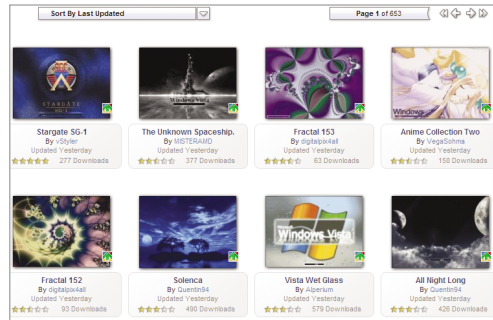 Sort By Last Updated
Page 1 of 653
STARGATE
SG·1
Windows Vista
Windows
Stargate SG-1
The Unknown Spaceship.
Fractal 153
Anime Collection Two
By vStyler
By MISTERAMD
By digitalpix4all
By VegaSohma
Updated Yesterday
Updated Yesterday
Updated Yesterday
Updated Yesterday
277 Downloads
377 Downloads
63 Downloads
158 Downloads
Windows Vista
Fractal 152
Solenca
Vista Wet Glass
All Night Long
By digitalpix4all
By Quentin94
By Alperium
By Quentin94
Updated Yesterday
Updated Yesterday
Updated Yesterday
Updated Yesterday
93 Downloads
490 Downloads
579 Downloads
426 Downloads